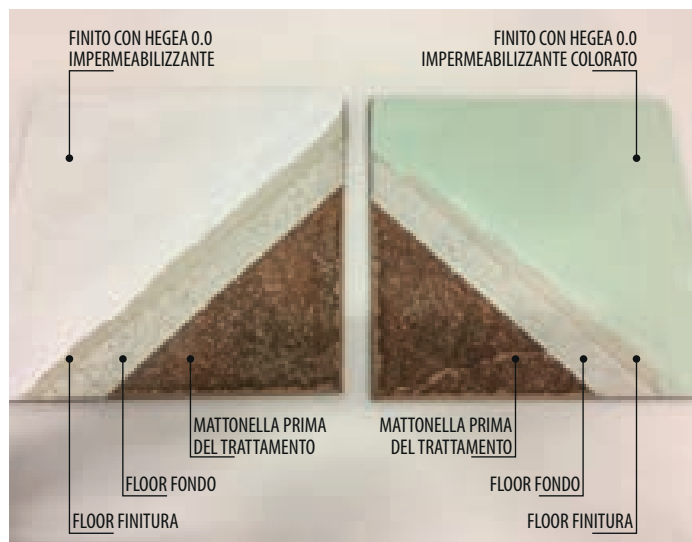 FINITO CON HEGEA 0.0
IMPERMEABILIZZANTE
FINITO CON HEGEA 0.0
IMPERMEABILIZZANTE COLORATO
MATTONELLA PRIMA
DEL TRATTAMENTO
FLOOR FONDO
FLOOR FINITURA
MATTONELLA PRIMA
DEL TRATTAMENTO
FLOOR FONDO
FLOOR FINITURA